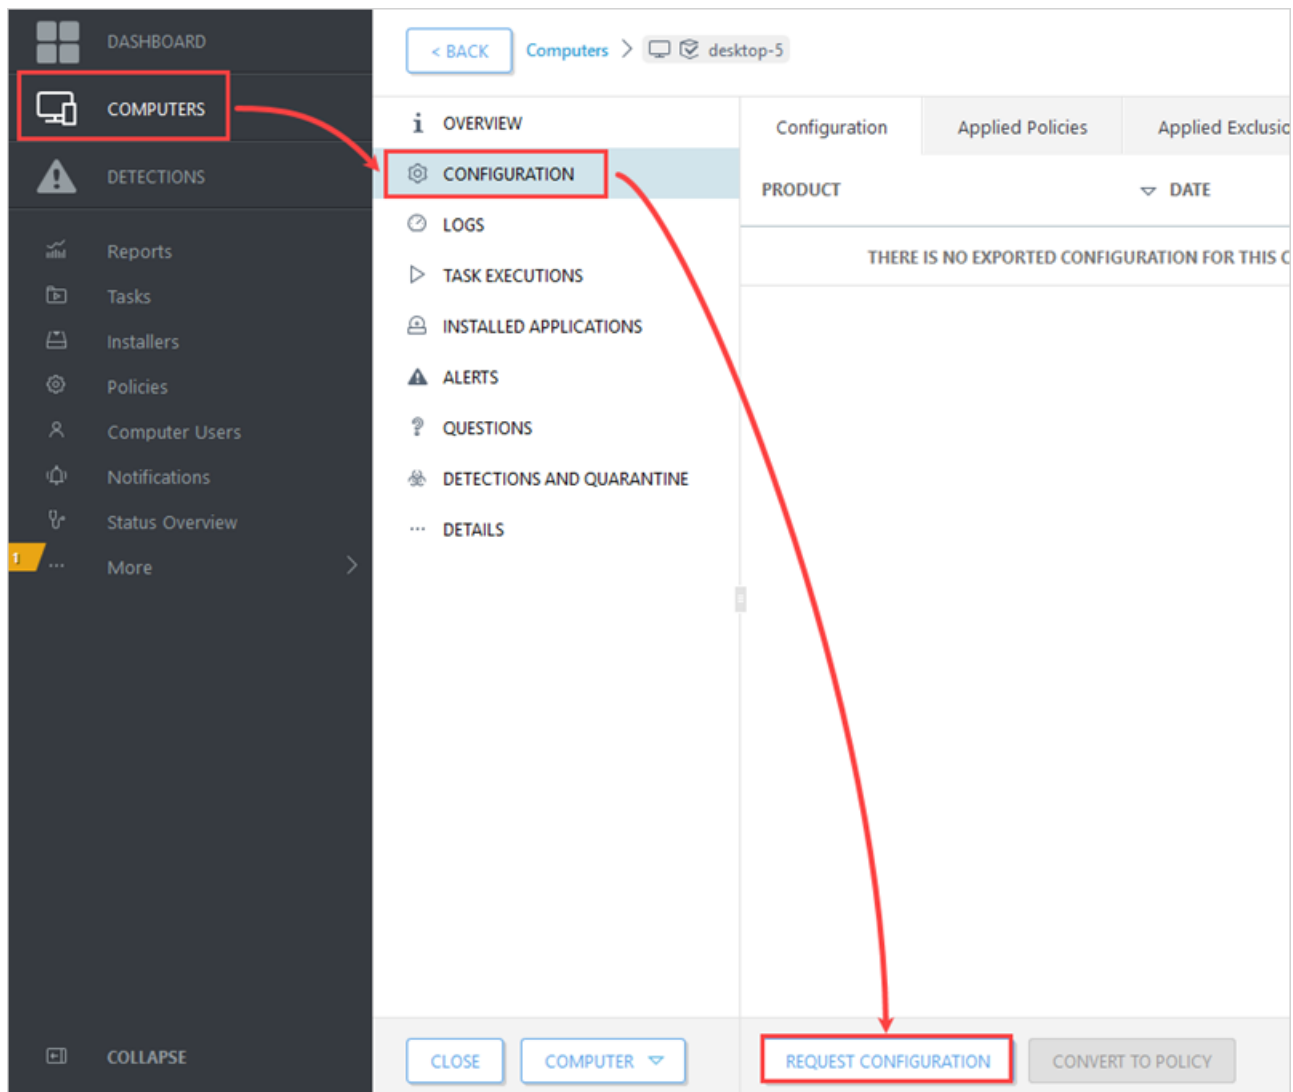 DASHBOARD
COMPUTERS
DETECTIONS
Reports
Tasks
Installers
Policies
Computer Users
Notifications
Status Overview
1
More
COLLAPSE
< BACK
Computers
desktop-5
OVERVIEW
CONFIGURATION
LOGS
TASK EXECUTIONS
INSTALLED APPLICATIONS
ALERTS
QUESTIONS
DETECTIONS AND QUARANTINE
DETAILS
Configuration Applied Policies Applied Exclusio
PRODUCT DATE
THERE IS NO EXPORTED CONFIGURATION FOR THIS C
CLOSE COMPUTER REQUEST CONFIGURATION CONVERT TO POLICY